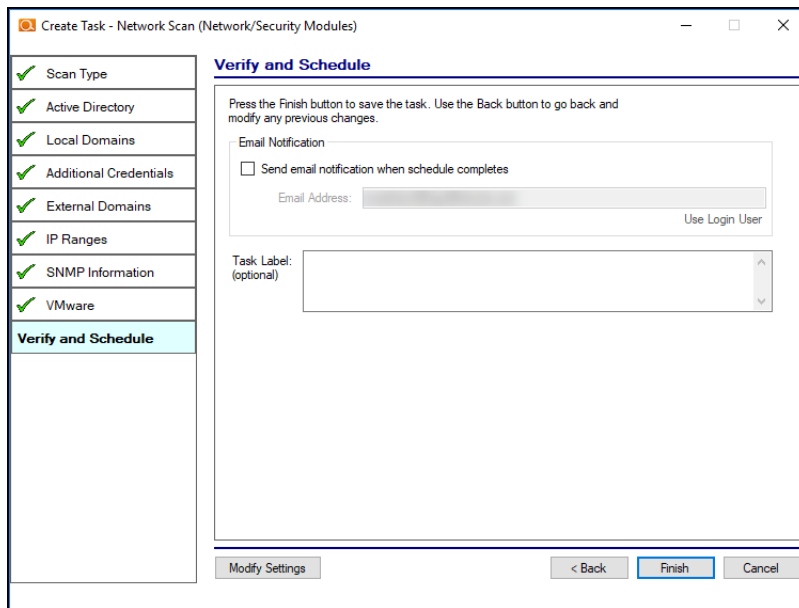 Create Task - Network Scan (Network/Security Modules)
Scan Type
Active Directory
Local Domains
Additional Credentials
External Domains
IP Ranges
SNMP Information
VMware
Verify and Schedule
Verify and Schedule
Press the Finish button to save the task. Use the Back button to go back and
modify any previous changes.
Email Notification
Send email notification when schedule completes
Email Address:
Use Login User
Task Label:
(optional)
Modify Settings
< Back
Finish
Cancel